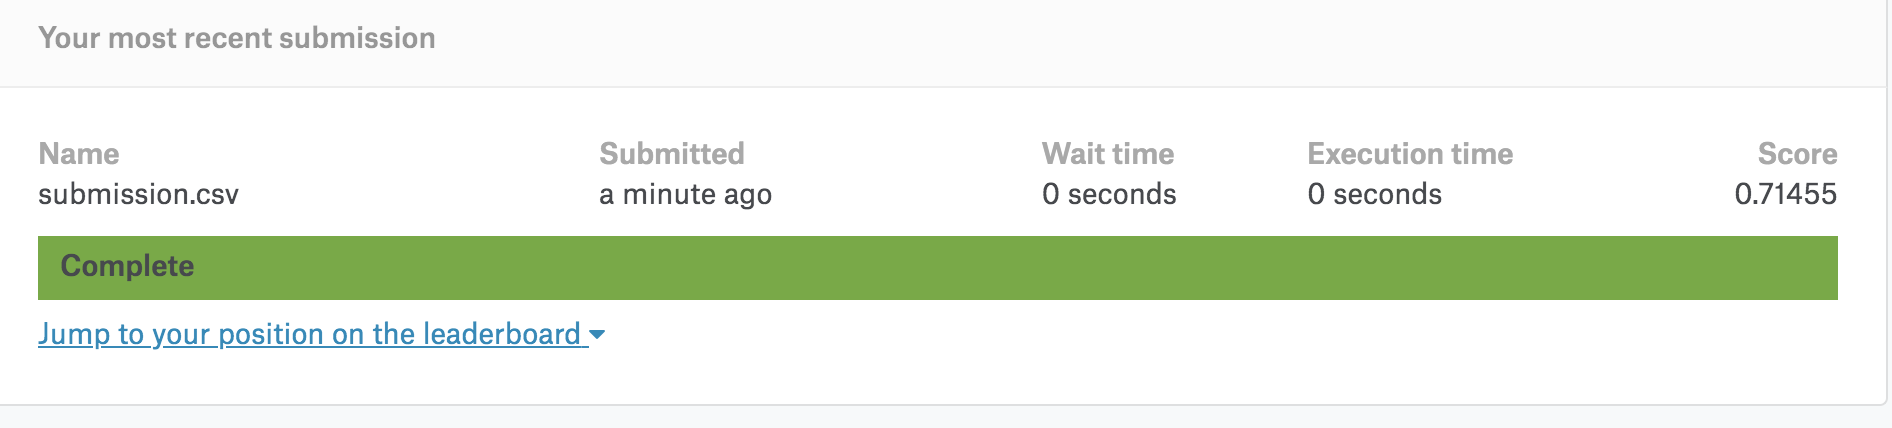 Your most recent submission
Name Submitted Wait time Execution time Score
submission.csv a minute ago 0 seconds 0 seconds 0.71455
Complete
Jump to your position on the leaderboard